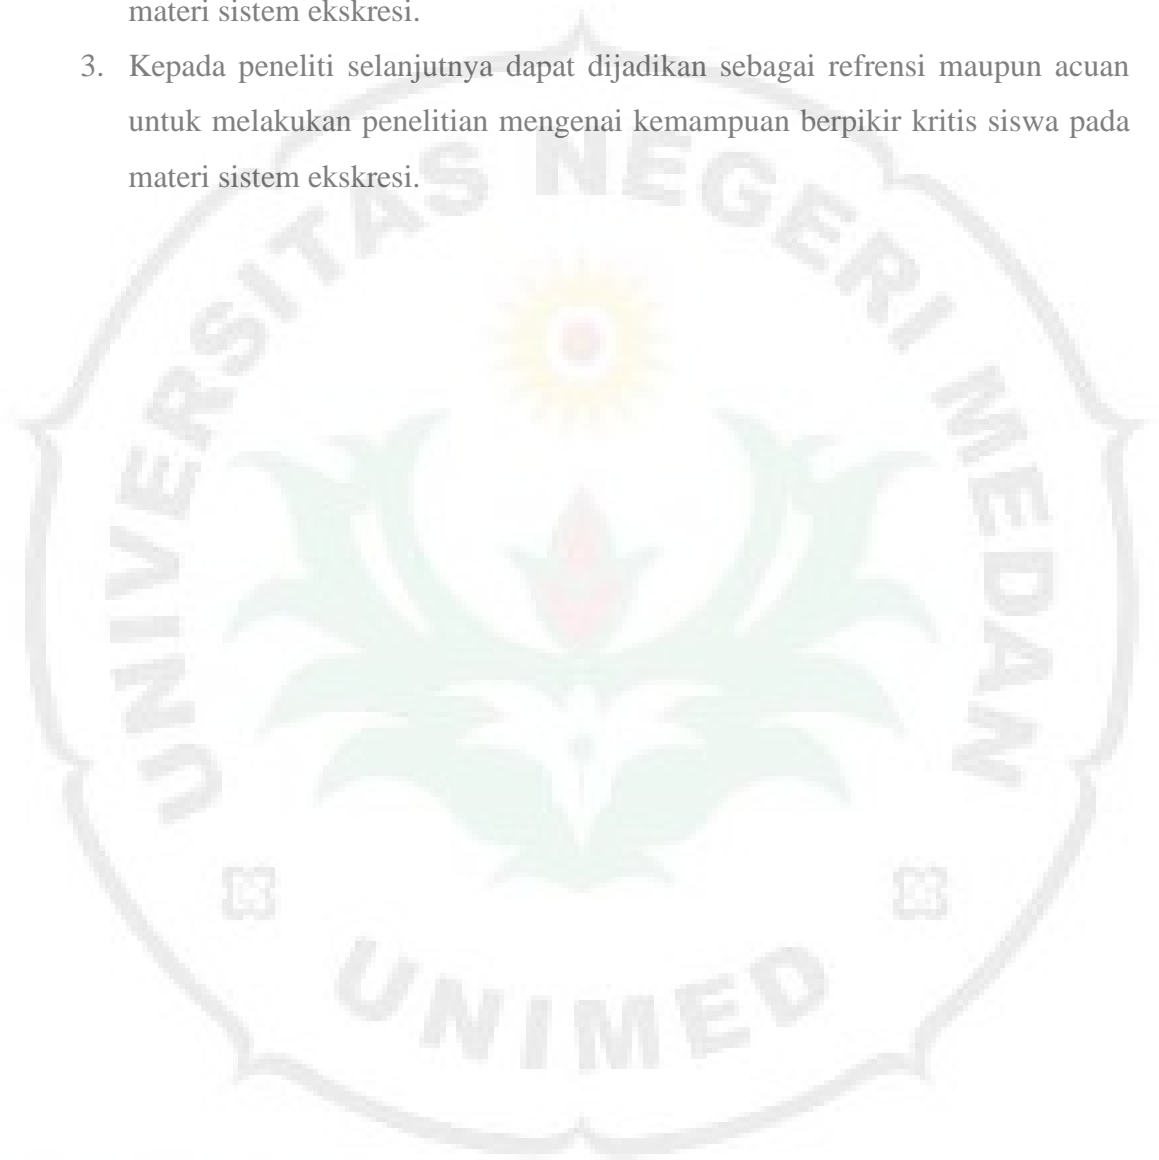 materi sistem ekskresi.
3. Kepada peneliti selanjutnya dapat dijadikan sebagai refrensi maupun acuan
untuk melakukan penelitian mengenai kemampuan berpikir kritis siswa pada
materi sistem ekskresi.
UNIVERSITAS NEGERI MEDAN
UNIMED